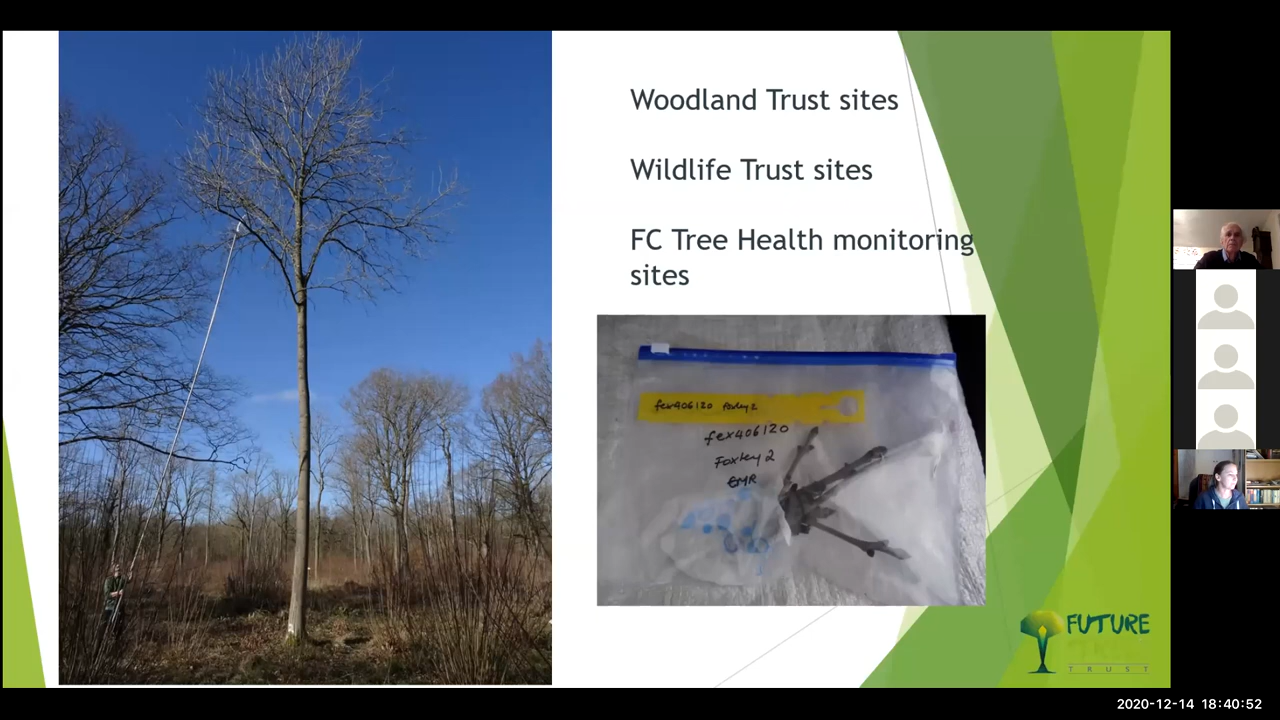 Woodland Trust sites
Wildlife Trust sites
FC Tree Health monitoring
sites
fex406120 Foxley 2
fex406120
Foxley 2
EMR
FUTURE
TRUST
2020-12-14 18:40:52